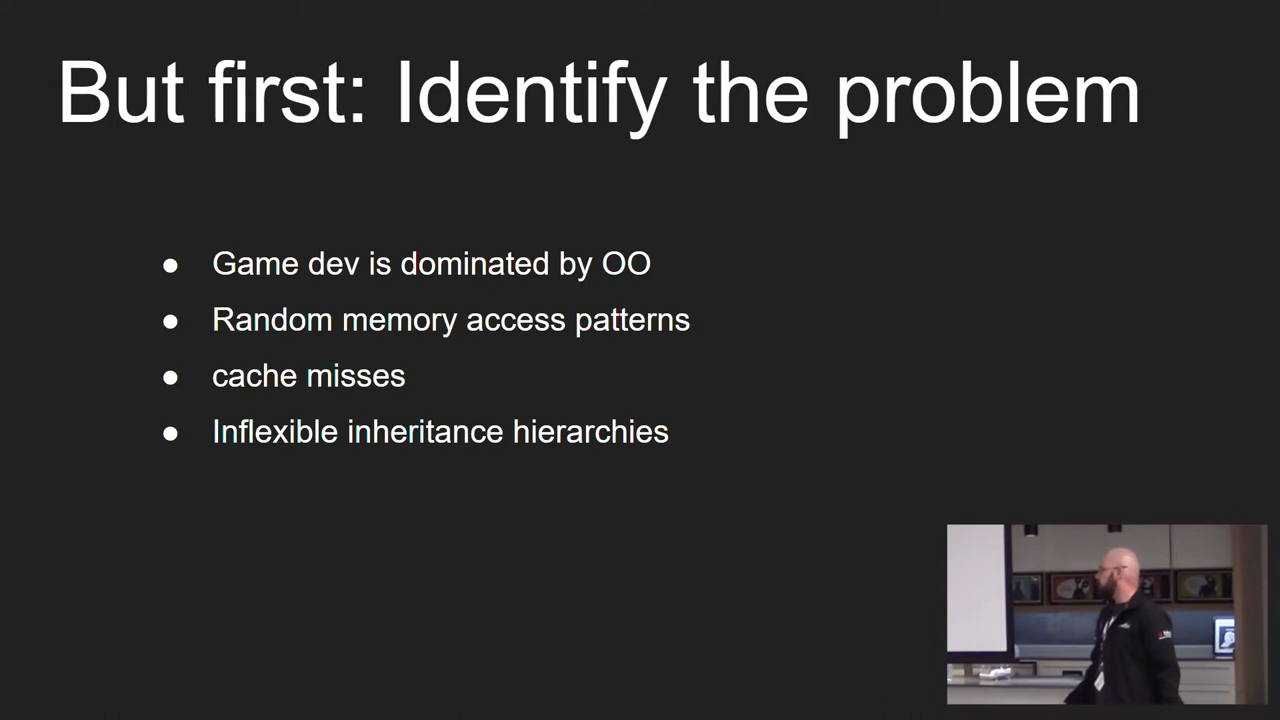 But first: Identify the problem
● Game dev is dominated by OO
● Random memory access patterns
● cache misses
● Inflexible inheritance hierarchies